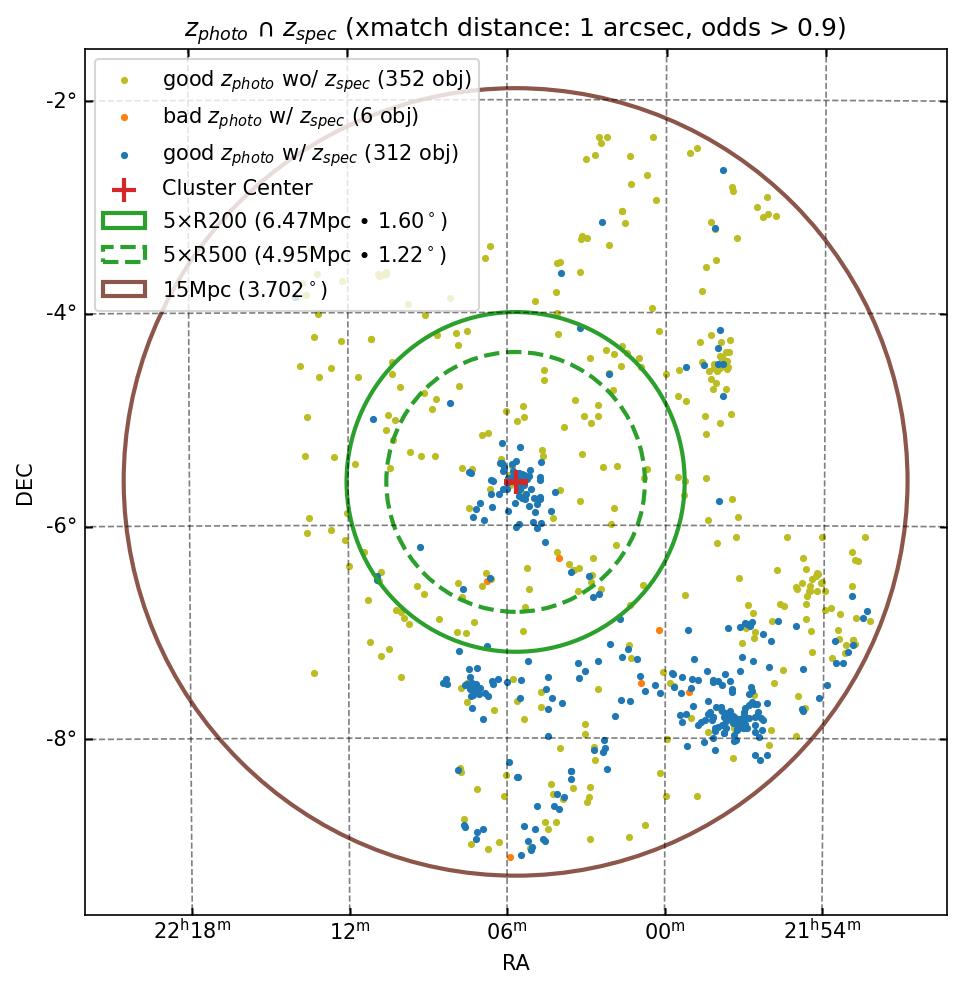 z_photo ∩ z_spec (xmatch distance: 1 arcsec, odds > 0.9)
good z_photo wo/ z_spec (352 obj)
bad z_photo w/ z_spec (6 obj)
good z_photo w/ z_spec (312 obj)
Cluster Center
5×R200 (6.47Mpc • 1.60°)
5×R500 (4.95Mpc • 1.22°)
15Mpc (3.702°)
-2°
-4°
-6°
-8°
DEC
22ʰ18ᵐ 12ᵐ 06ᵐ 00ᵐ 21ʰ54ᵐ
RA